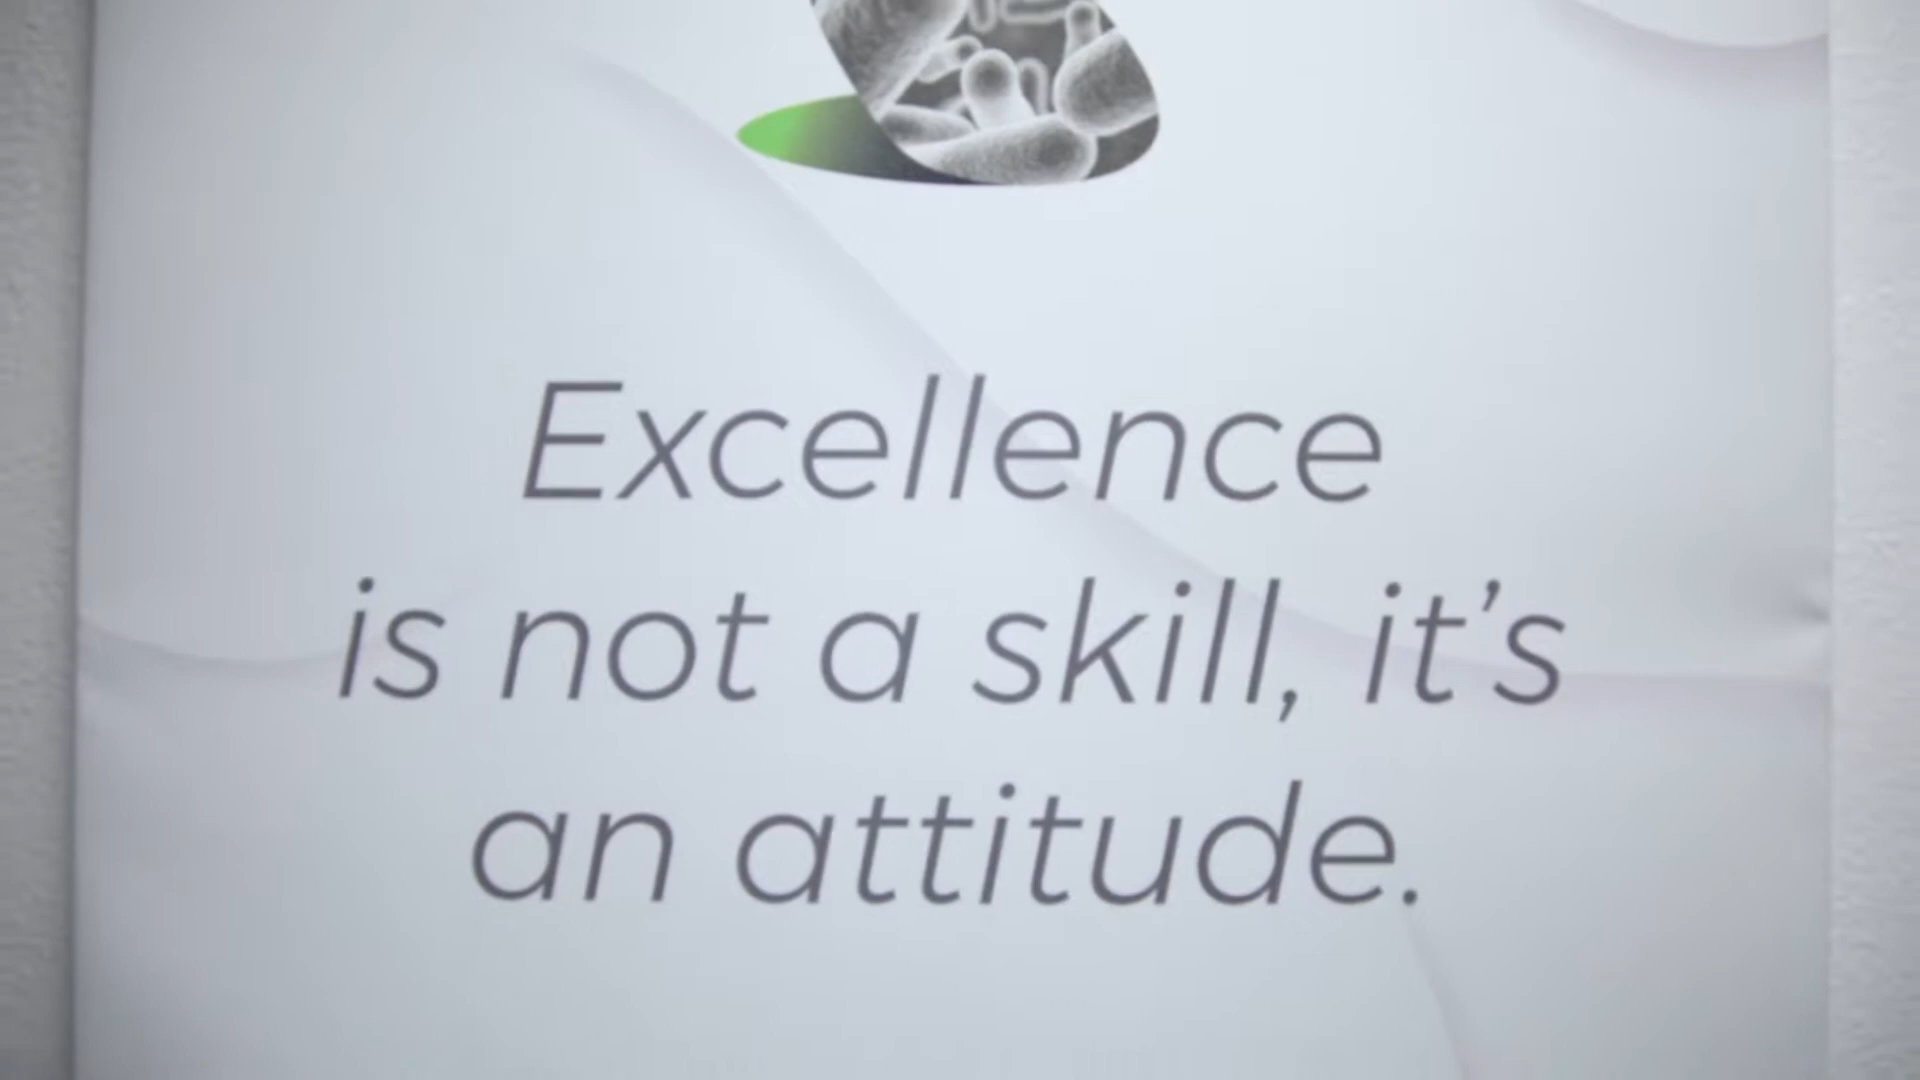 Excellence
is not a skill, it’s
an attitude.